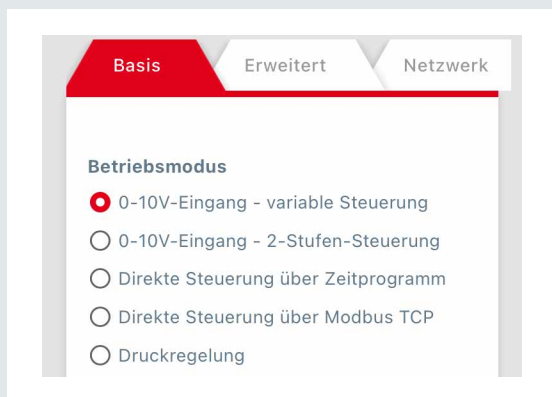 Basis Erweitert Netzwerk
Betriebsmodus
0-10V-Eingang - variable Steuerung
0-10V-Eingang - 2-Stufen-Steuerung
Direkte Steuerung über Zeitprogramm
Direkte Steuerung über Modbus TCP
Druckregelung